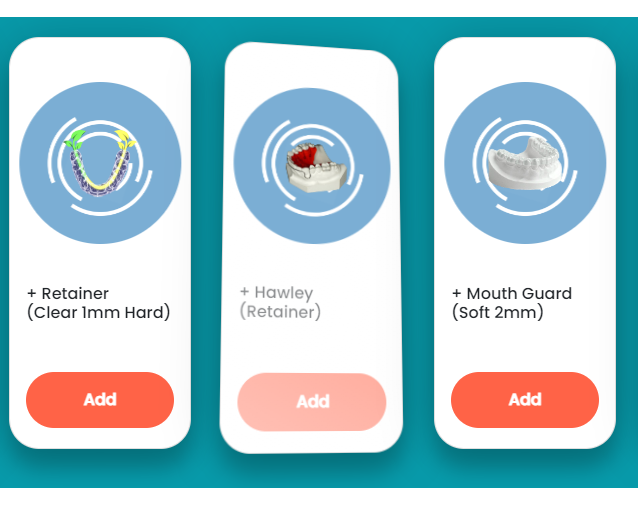 + Retainer
(Clear 1mm Hard)
Add
+ Hawley
(Retainer)
Add
+ Mouth Guard
(Soft 2mm)
Add